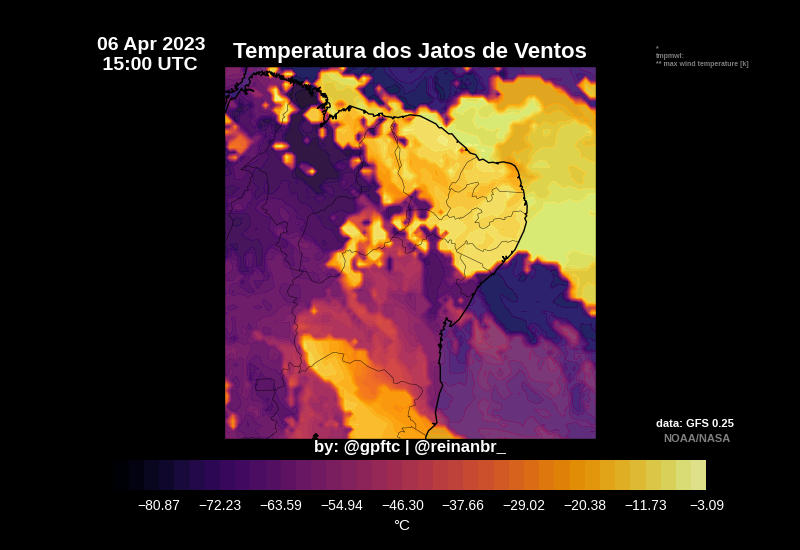 06 Apr 2023
15:00 UTC
Temperatura dos Jatos de Ventos
*
tmpmwl:
** max wind temperature [k]
data: GFS 0.25
NOAA/NASA
by: @gpftc | @reinanbr_
−80.87 −72.23 −63.59 −54.94 −46.30 −37.66 −29.02 −20.38 −11.73 −3.09
°C